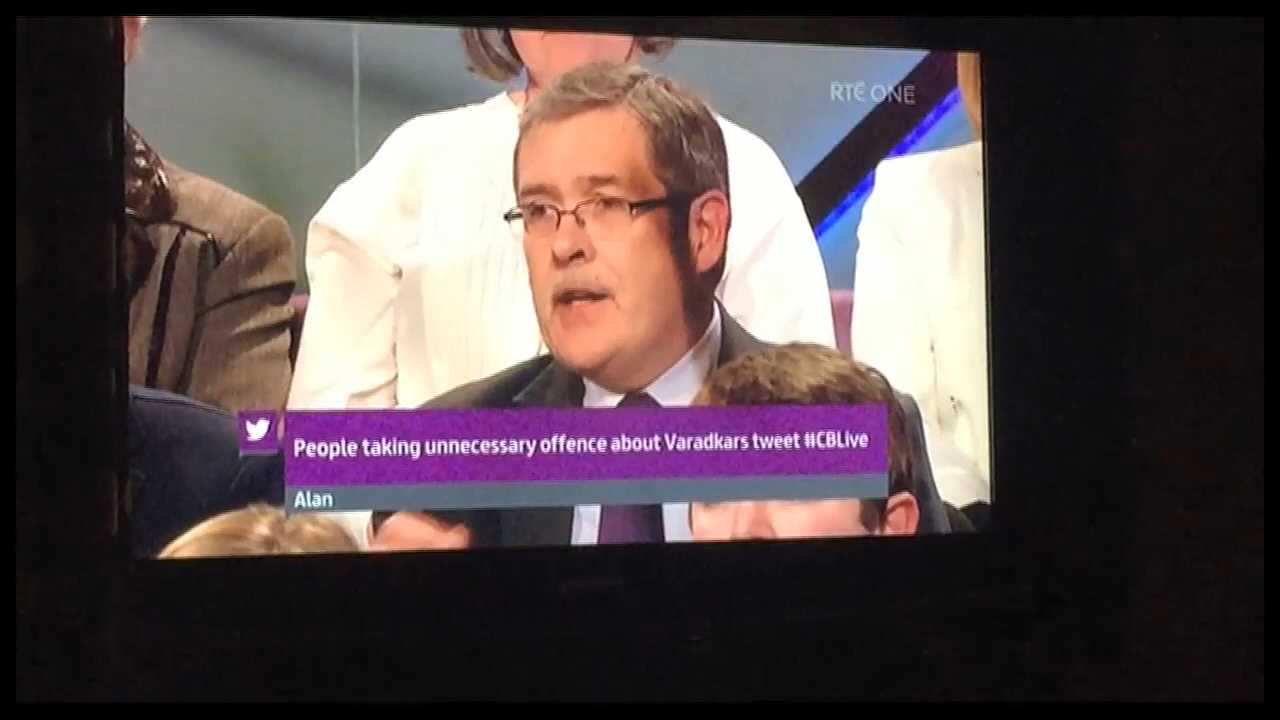 RTÉ ONE
People taking unnecessary offence about Varadkars tweet #CBLive
Alan